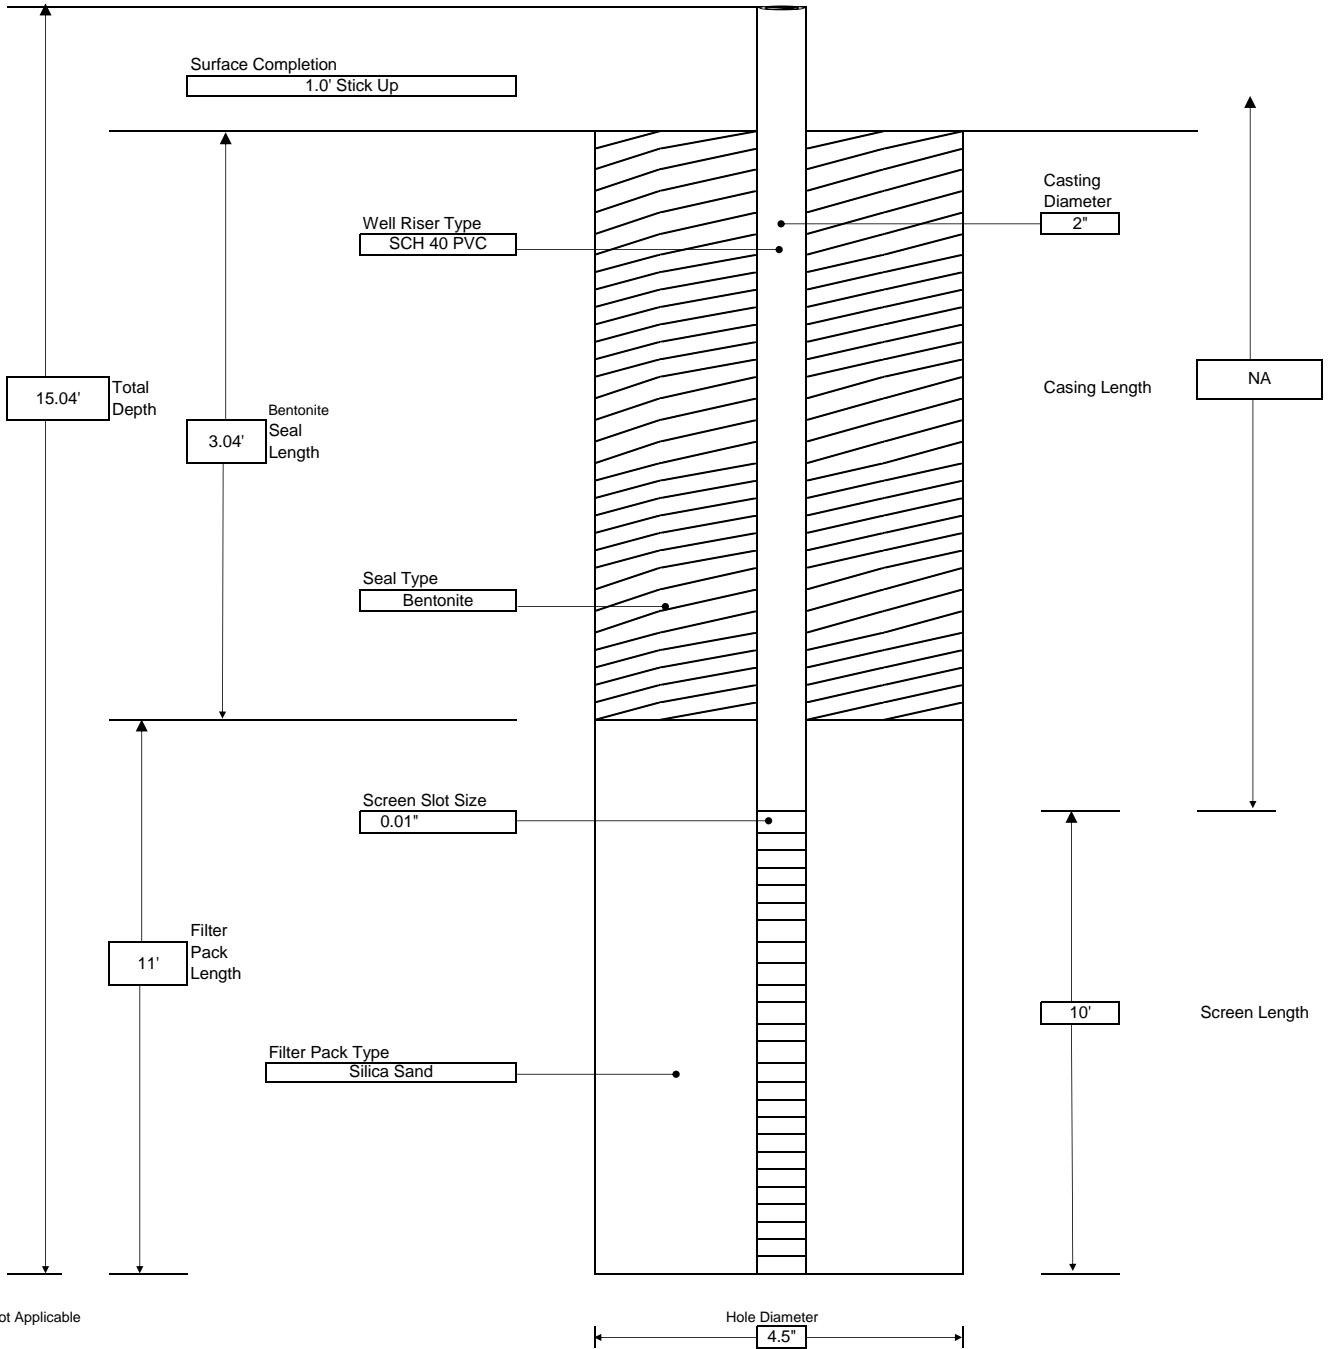 Surface Completion
1.0' Stick Up
Casting
Diameter
2"
Well Riser Type
SCH 40 PVC
15.04'
Total
Depth
3.04'
Bentonite
Seal
Length
Casing Length
NA
Seal Type
Bentonite
Screen Slot Size
0.01"
11'
Filter
Pack
Length
10'
Screen Length
Filter Pack Type
Silica Sand
ot Applicable
Hole Diameter
4.5"